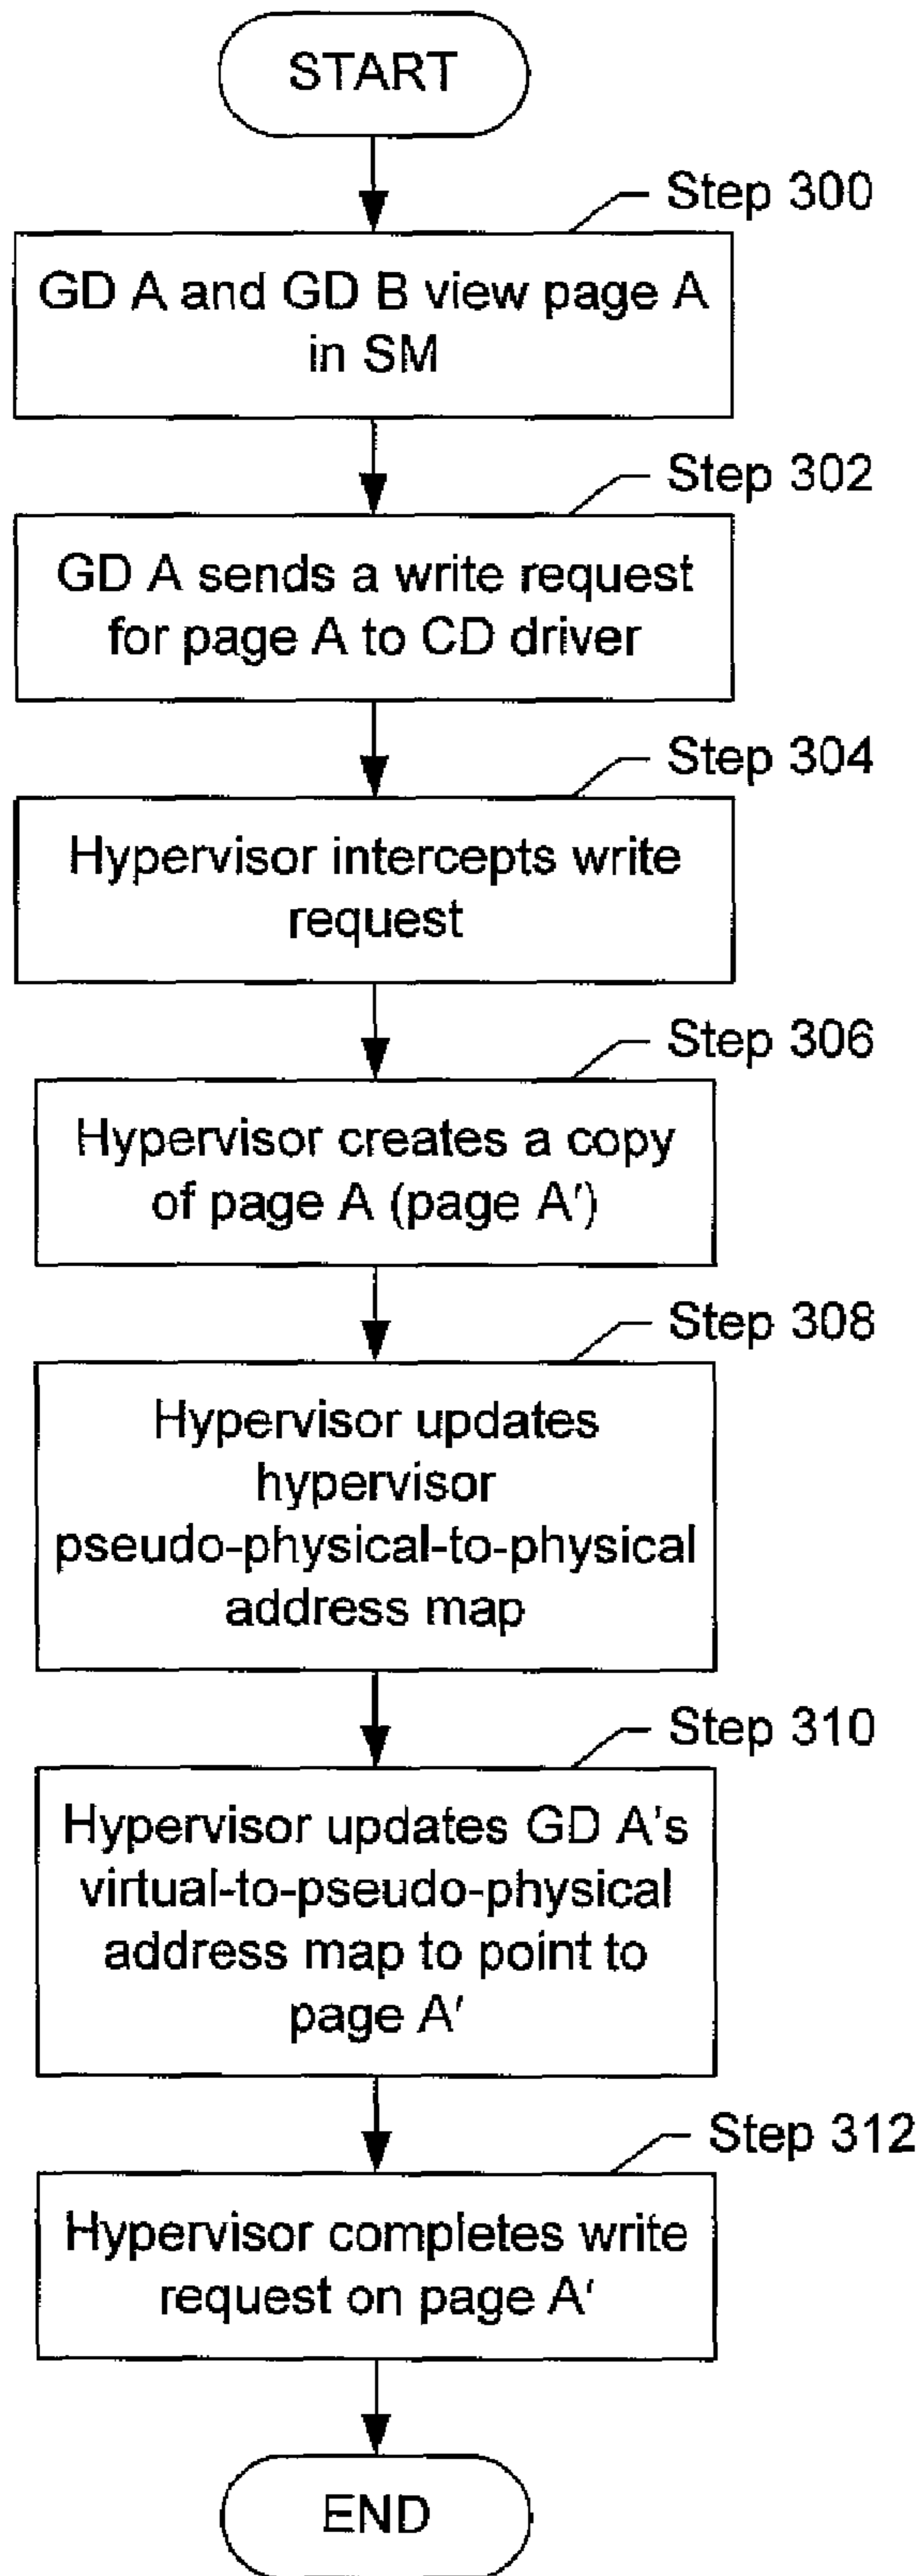 START
Step 300
GD A and GD B view page A
in SM
Step 302
GD A sends a write request
for page A to CD driver
Step 304
Hypervisor intercepts write
request
Step 306
Hypervisor creates a copy
of page A (page A′)
Step 308
Hypervisor updates
hypervisor
pseudo-physical-to-physical
address map
Step 310
Hypervisor updates GD A's
virtual-to-pseudo-physical
address map to point to
page A′
Step 312
Hypervisor completes write
request on page A′
END